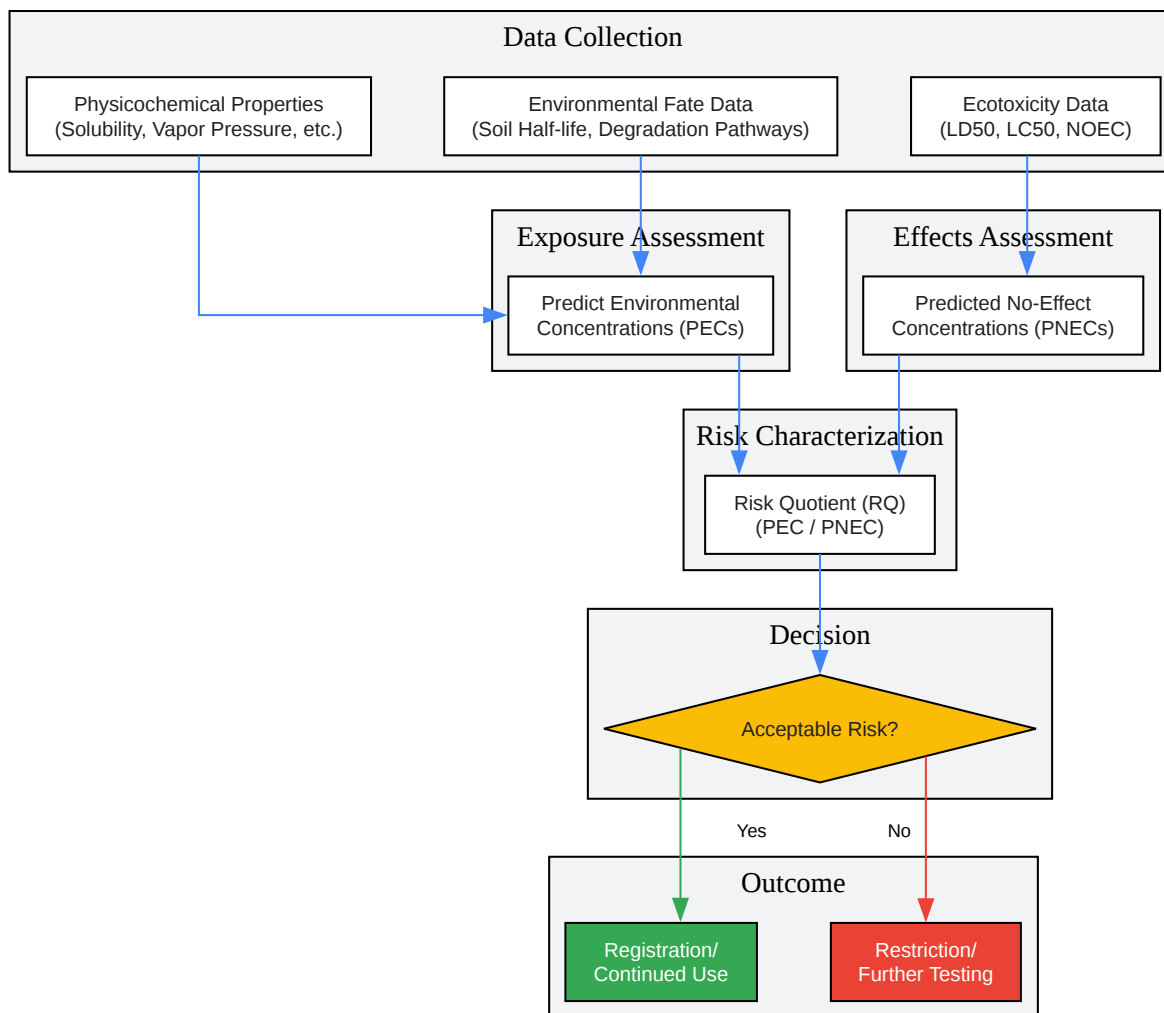 Data Collection
Physicochemical Properties
(Solubility, Vapor Pressure, etc.)
Environmental Fate Data
(Soil Half-life, Degradation Pathways)
Ecotoxicity Data
(LD50, LC50, NOEC)
Exposure Assessment
Predict Environmental
Concentrations (PECs)
Effects Assessment
Predicted No-Effect
Concentrations (PNECs)
Risk Characterization
Risk Quotient (RQ)
(PEC / PNEC)
Decision
Acceptable Risk?
Yes
No
Outcome
Registration/
Continued Use
Restriction/
Further Testing